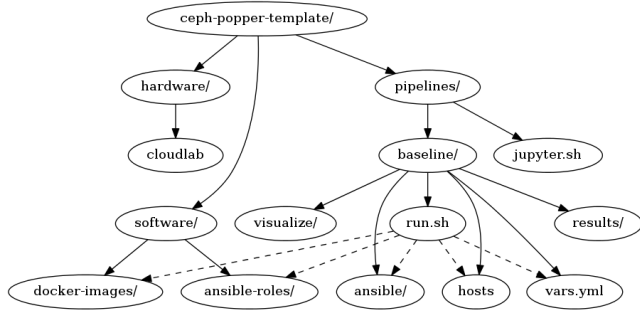 ceph-popper-template/
hardware/
pipelines/
cloudlab
baseline/
jupyter.sh
software/
visualize/
run.sh
results/
docker-images/
ansible-roles/
ansible/
hosts
vars.yml